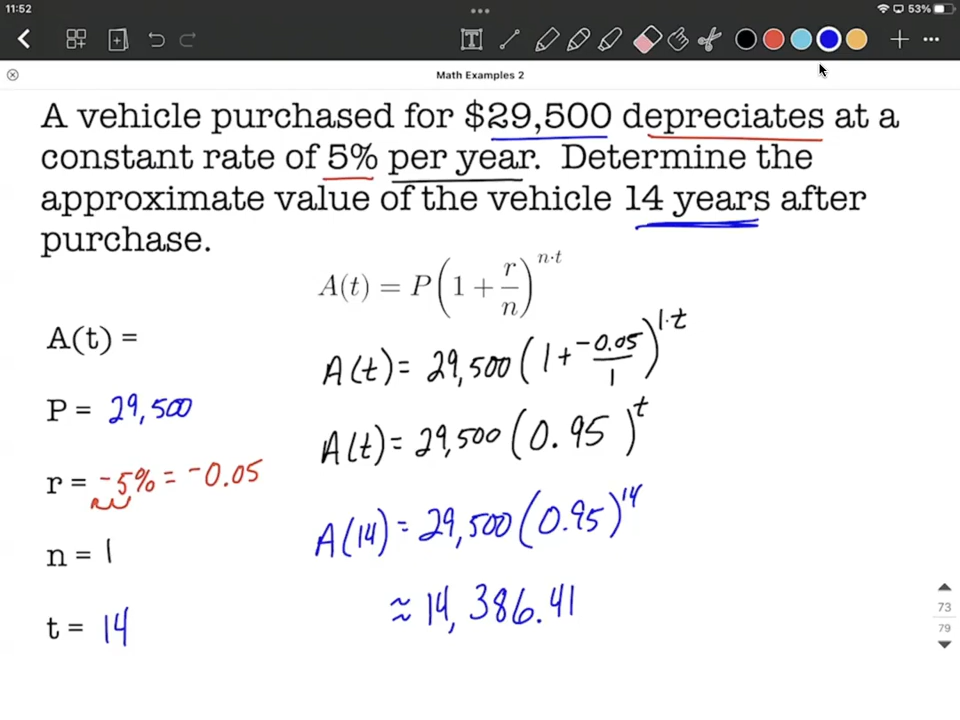 11:52
53%
Math Examples 2
A vehicle purchased for $29,500 depreciates at a
constant rate of 5% per year. Determine the
approximate value of the vehicle 14 years after
purchase.
A(t) = P(1 + r/n)^n·t
A(t) =
A(t) = 29,500 (1 + -0.05/1)^1·t
P = 29,500
A(t) = 29,500 (0.95)^t
r = -5% = -0.05
A(14) = 29,500 (0.95)^14
n = 1
≈ 14,386.41
t = 14
73
79